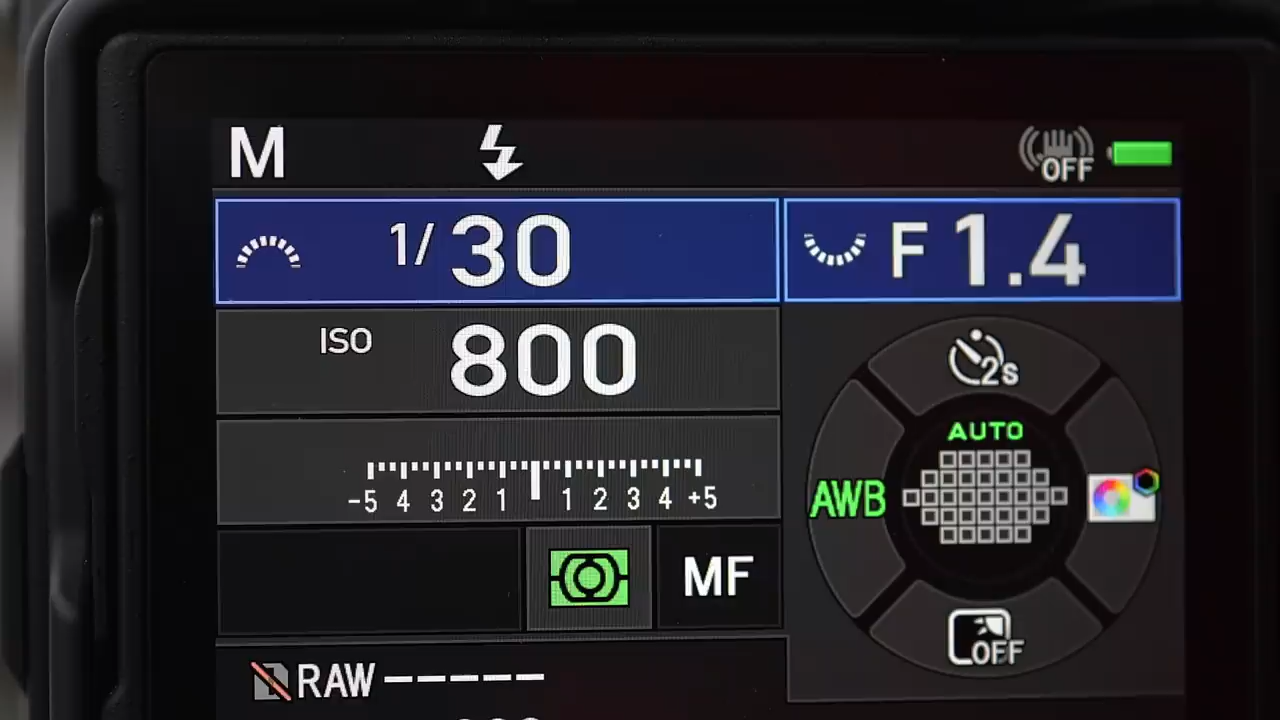 M
OFF
1/30
F1.4
ISO 800
2s
AUTO
-5 4 3 2 1 1 2 3 4 +5
AWB
MF
OFF
RAW -----